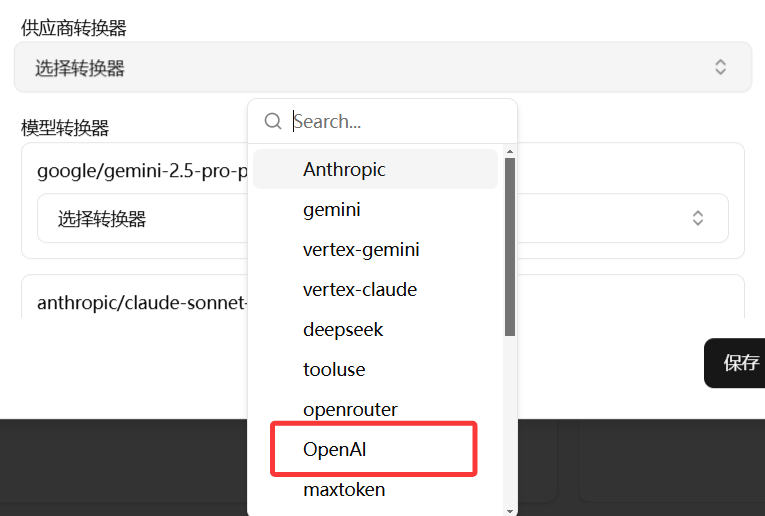 供应商转换器
选择转换器
Search...
模型转换器
Anthropic
google/gemini-2.5-pro-p
gemini
选择转换器
vertex-gemini
vertex-claude
anthropic/claude-sonnet-
deepseek
tooluse
保存
openrouter
OpenAI
maxtoken